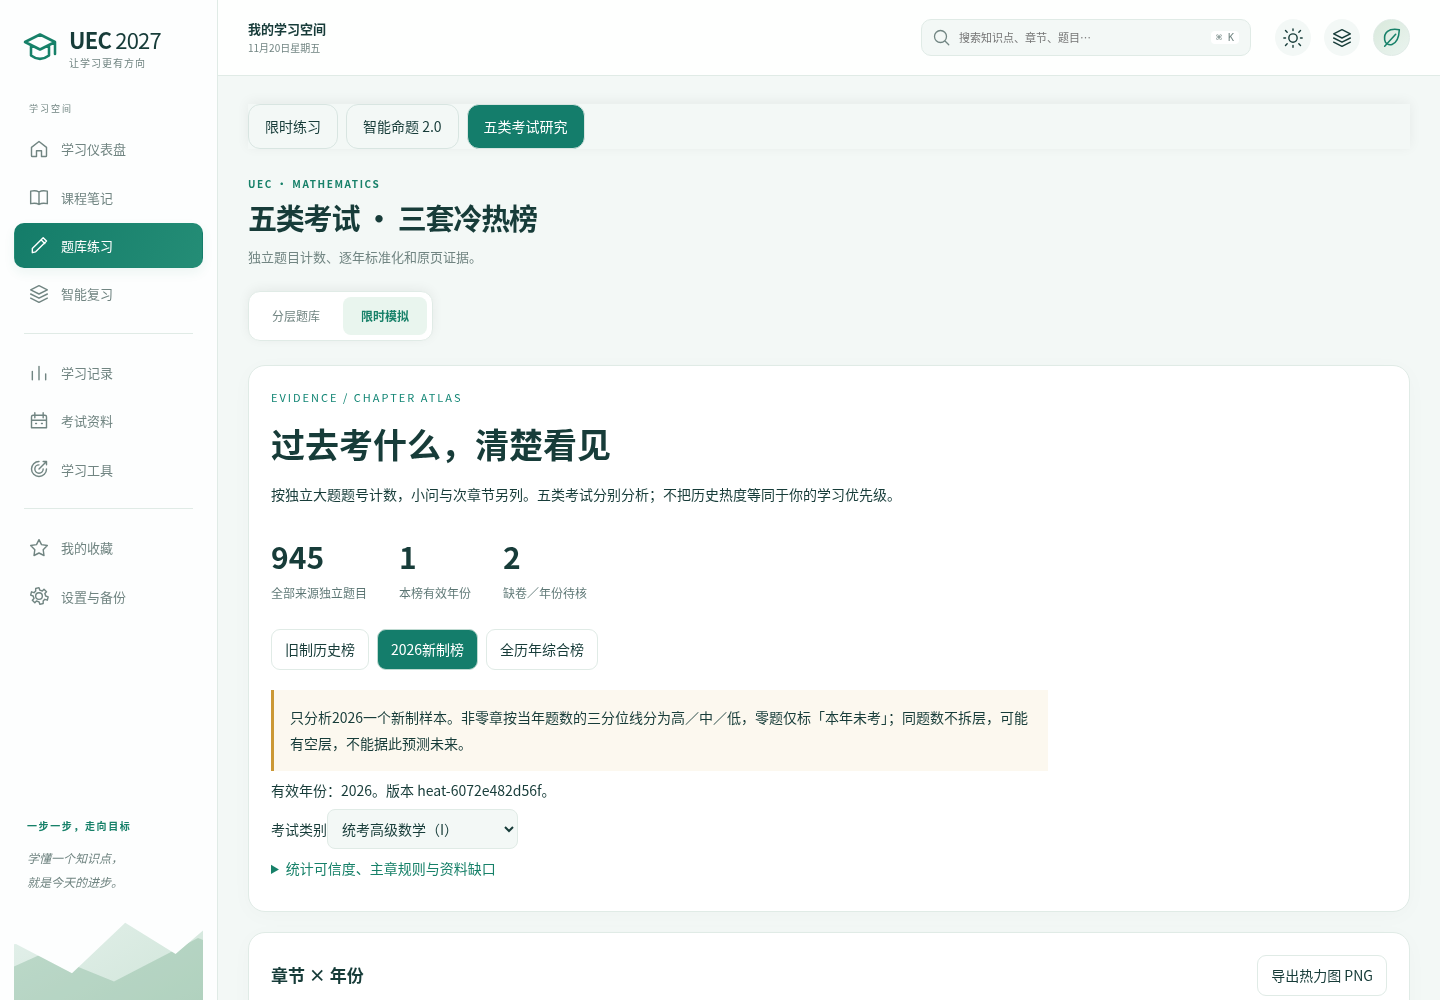 UEC 2027
让学习更有方向
学习空间
学习仪表盘
课程笔记
题库练习
智能复习
学习记录
考试资料
学习工具
我的收藏
设置与备份
一步一步，走向目标
学懂一个知识点，
就是今天的进步。
我的学习空间
11月20日星期五
搜索知识点、章节、题目…
⌘ K
限时练习
智能命题 2.0
五类考试研究
UEC · MATHEMATICS
五类考试 · 三套冷热榜
独立题目计数、逐年标准化和原页证据。
分层题库
限时模拟
EVIDENCE / CHAPTER ATLAS
过去考什么，清楚看见
按独立大题题号计数，小问与次章节另列。五类考试分别分析；不把历史热度等同于你的学习优先级。
945
全部来源独立题目
1
本榜有效年份
2
缺卷／年份待核
旧制历史榜
2026新制榜
全历年综合榜
只分析2026一个新制样本。非零章按当年题数的三分位线分为高／中／低，零题仅标「本年未考」；同题数不拆层，可能
有空层，不能据此预测未来。
有效年份：2026。版本 heat-6072e482d56f。
考试类别 统考高级数学（I）
统计可信度、主章规则与资料缺口
章节 × 年份
导出热力图 PNG